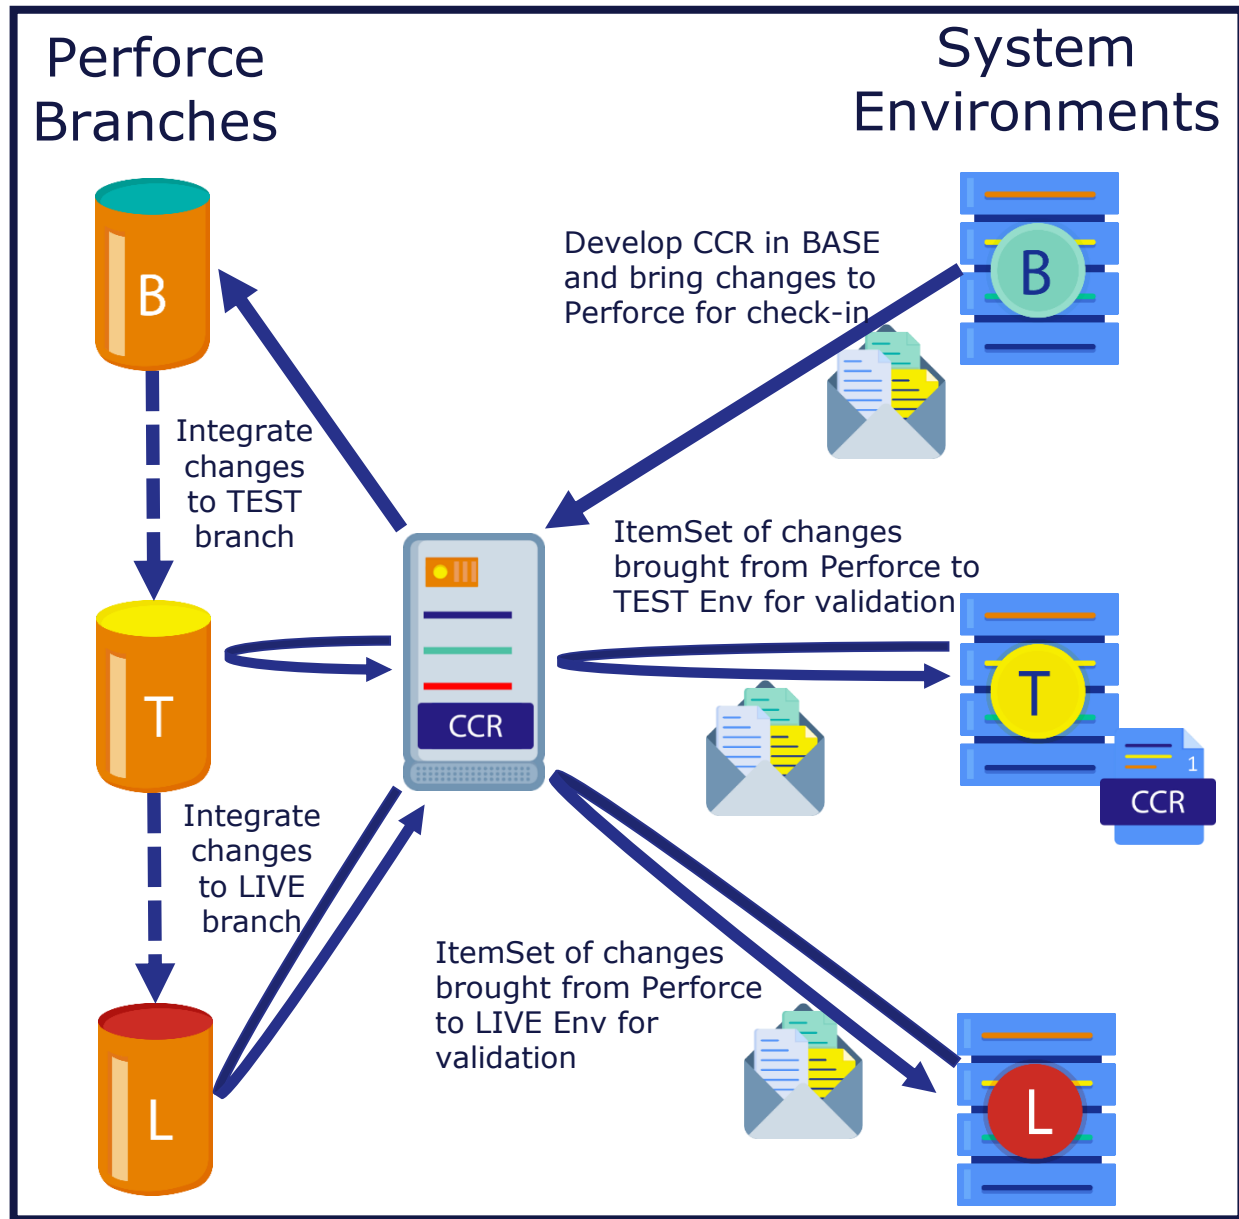 Perforce
Branches
System
Environments
B
Develop CCR in BASE
and bring changes to
Perforce for check-in
B
Integrate
changes
to TEST
branch
ItemSet of changes
brought from Perforce to
TEST Env for validation
T
CCR
T
1
CCR
Integrate
changes
to LIVE
branch
ItemSet of changes
brought from Perforce
to LIVE Env for
validation
L
L